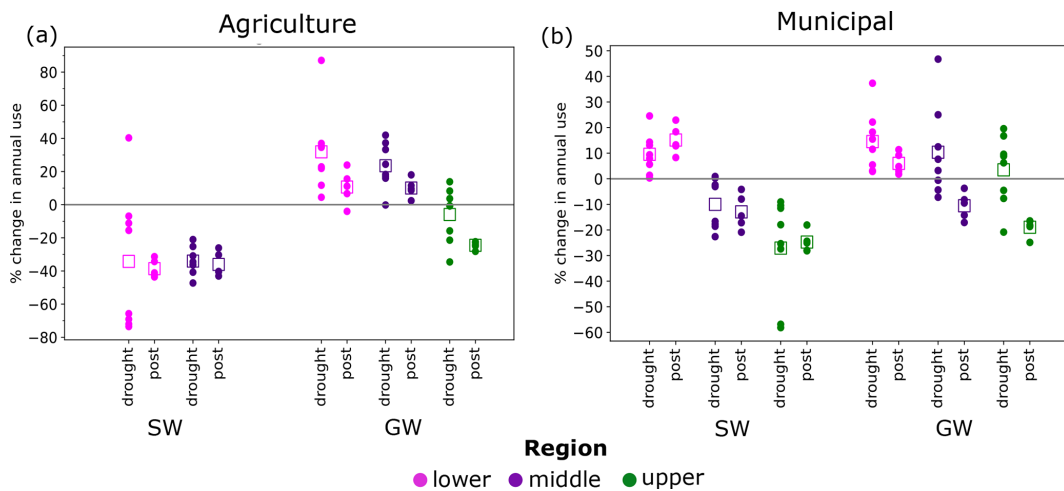 (a) Agriculture
% change in annual use
80
60
40
20
0
−20
−40
−60
−80
drought post drought post drought post drought post drought post
SW GW
(b) Municipal
% change in annual use
50
40
30
20
10
0
−10
−20
−30
−40
−50
−60
drought post drought post drought post drought post drought post drought post
SW GW
Region
lower middle upper